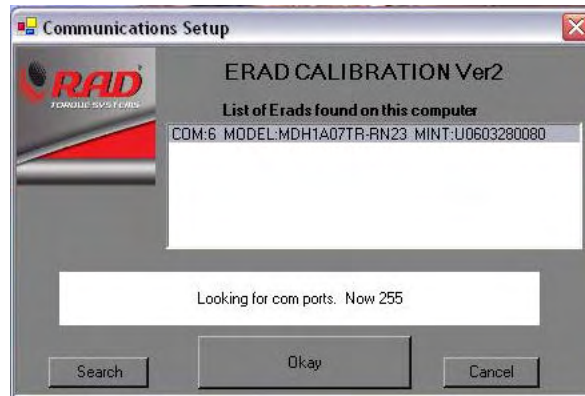 Communications Setup
RAD
TORQUE SYSTEMS
ERAD CALIBRATION Ver2
List of Erads found on this computer
COM:6 MODEL:MDH1A07TR-RN23 MINT:U0603280080
Looking for com ports. Now 255
Search
Okay
Cancel